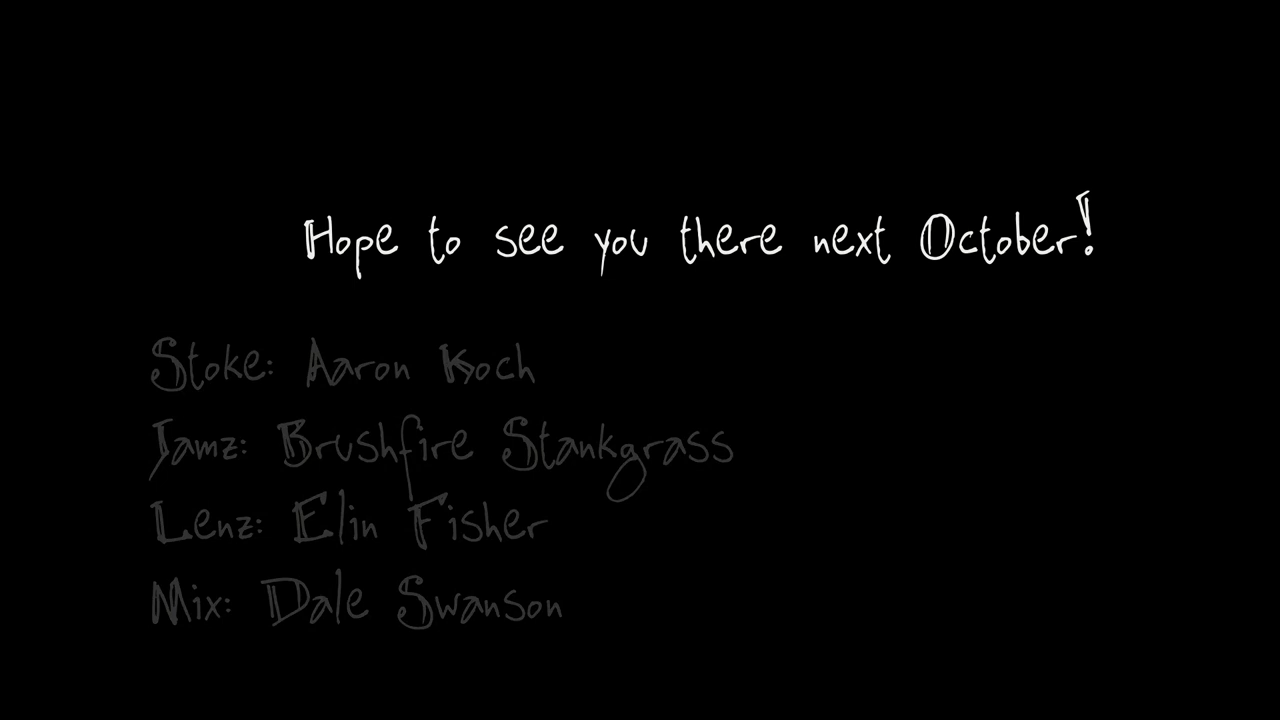 Hope to see you there next October!
Stoke: Aaron Koch
Jamz: Brushfire Stankgrass
Lenz: Elin Fisher
Mix: Dale Swanson